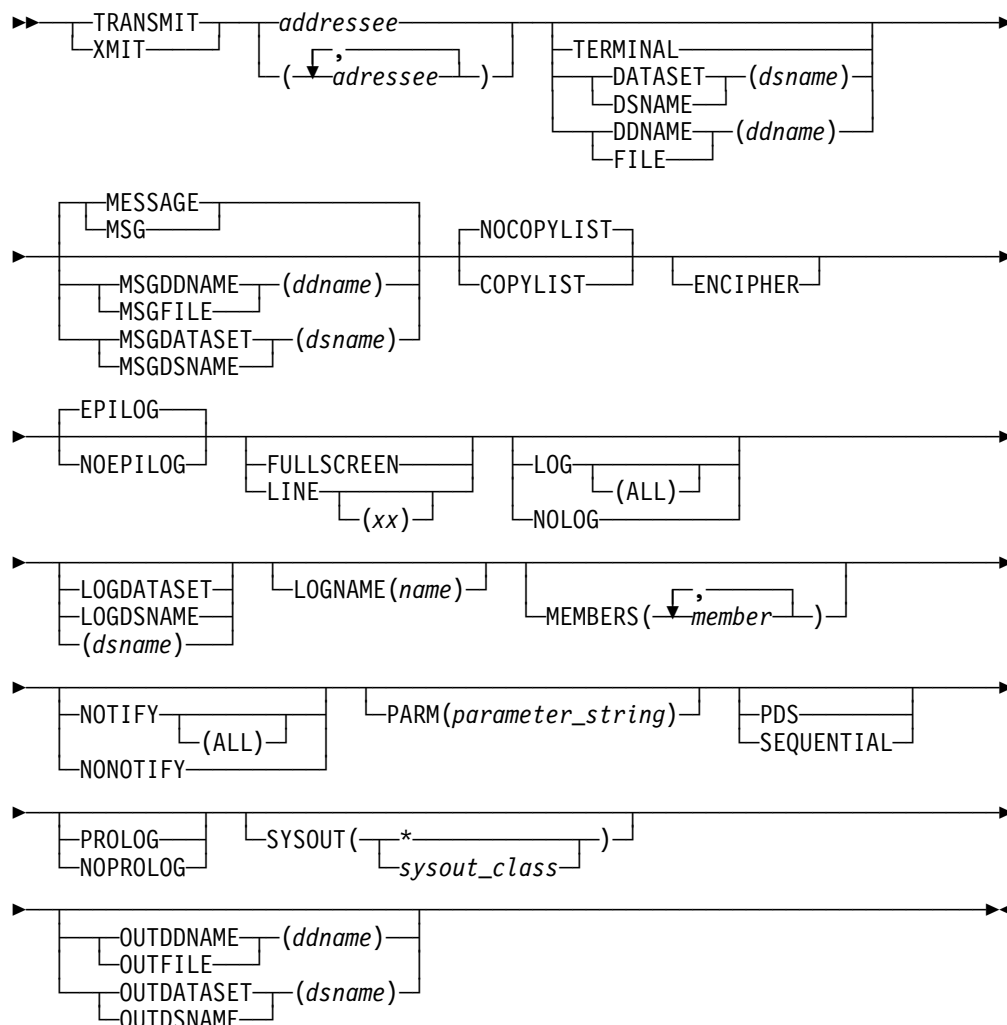 TRANSMIT addressee
XMIT , TERMINAL
( adressee ) DATASET (dsname)
DSNAME
DDNAME (ddname)
FILE
MESSAGE
MSG NOCOPYLIST
MSGDDNAME (ddname) COPYLIST ENCIPHER
MSGFILE
MSGDATASET (dsname)
MSGDSNAME
EPILOG
NOEPILOG FULLSCREEN LOG
LINE (ALL)
(xx) NOLOG
LOGDATASET LOGNAME(name) ,
LOGDSNAME MEMBERS( member )
(dsname)
NOTIFY PARM(parameter_string) PDS
(ALL) SEQUENTIAL
NONOTIFY
PROLOG SYSOUT( * )
NOPROLOG sysout_class
OUTDDNAME (ddname)
OUTFILE
OUTDATASET (dsname)
OUTDSNAME